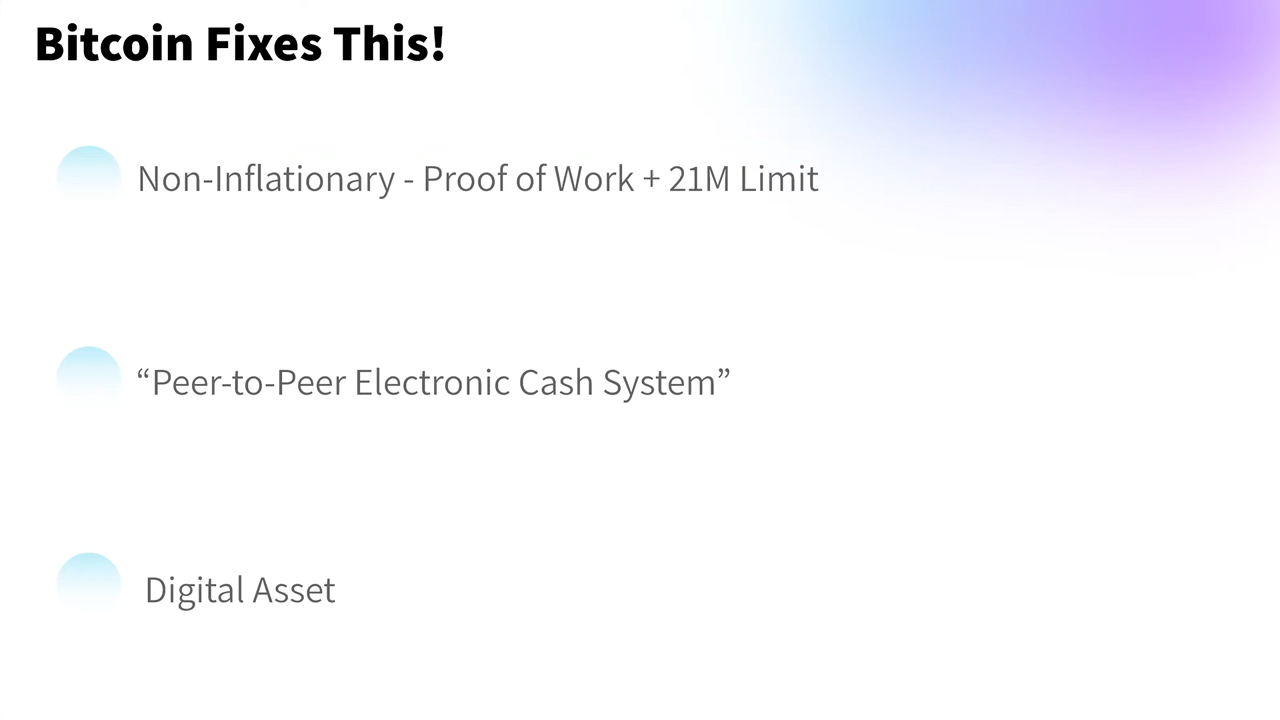 Bitcoin Fixes This!
Non-Inflationary - Proof of Work + 21M Limit
“Peer-to-Peer Electronic Cash System”
Digital Asset